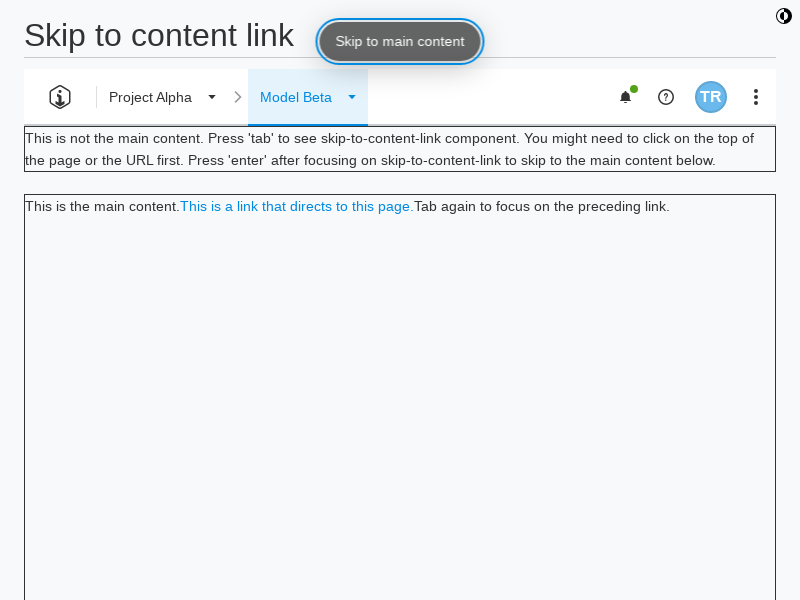 Skip to content link
Skip to main content
Project Alpha
Model Beta
TR
This is not the main content. Press 'tab' to see skip-to-content-link component. You might need to click on the top of
the page or the URL first. Press 'enter' after focusing on skip-to-content-link to skip to the main content below.
This is the main content.This is a link that directs to this page.Tab again to focus on the preceding link.